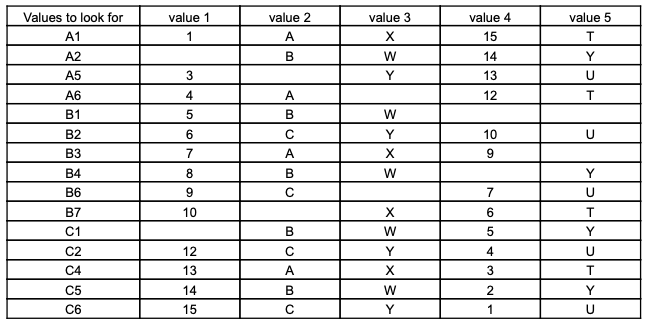 Values to look for value 1 value 2 value 3 value 4 value 5
A1 1 A X 15 T
A2 B W 14 Y
A5 3 Y 13 U
A6 4 A 12 T
B1 5 B W
B2 6 C Y 10 U
B3 7 A X 9
B4 8 B W Y
B6 9 C 7 U
B7 10 X 6 T
C1 B W 5 Y
C2 12 C Y 4 U
C4 13 A X 3 T
C5 14 B W 2 Y
C6 15 C Y 1 U